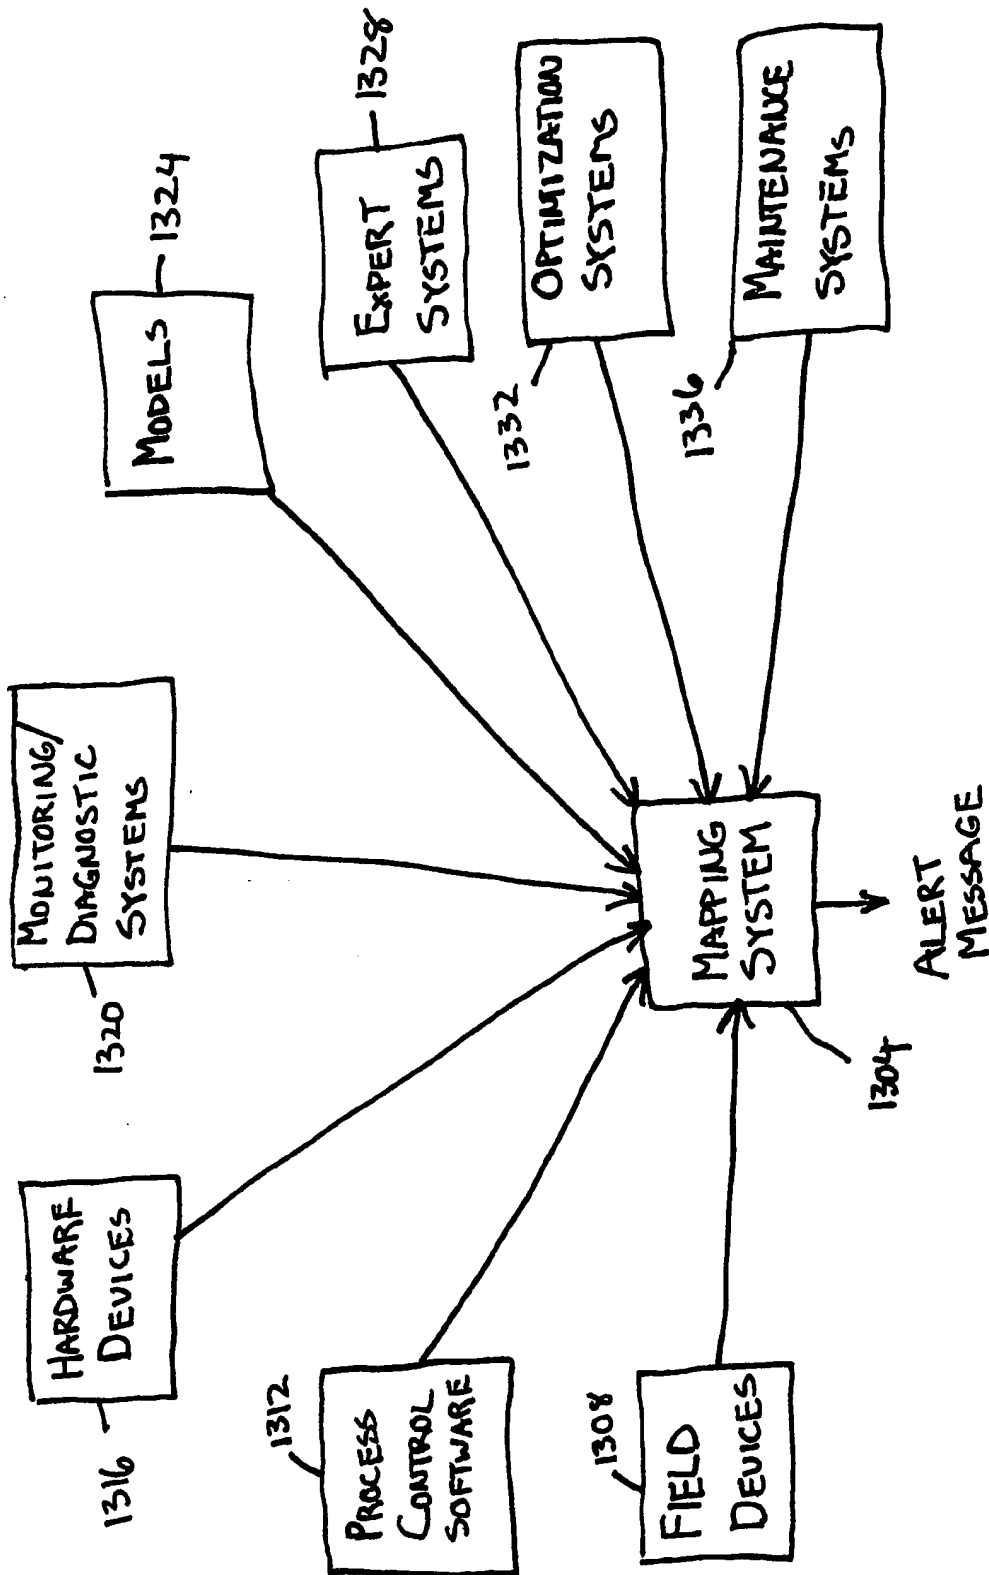 1316
HARDWARE
DEVICES
1320
MONITORING/
DIAGNOSTIC
SYSTEMS
MODELS
1324
1312
PROCESS
CONTROL
SOFTWARE
EXPERT
SYSTEMS
1328
1308
FIELD
DEVICES
1332
OPTIMIZATION
SYSTEMS
1336
MAINTENANCE
SYSTEMS
MAPPING
SYSTEM
1304
ALERT
MESSAGE